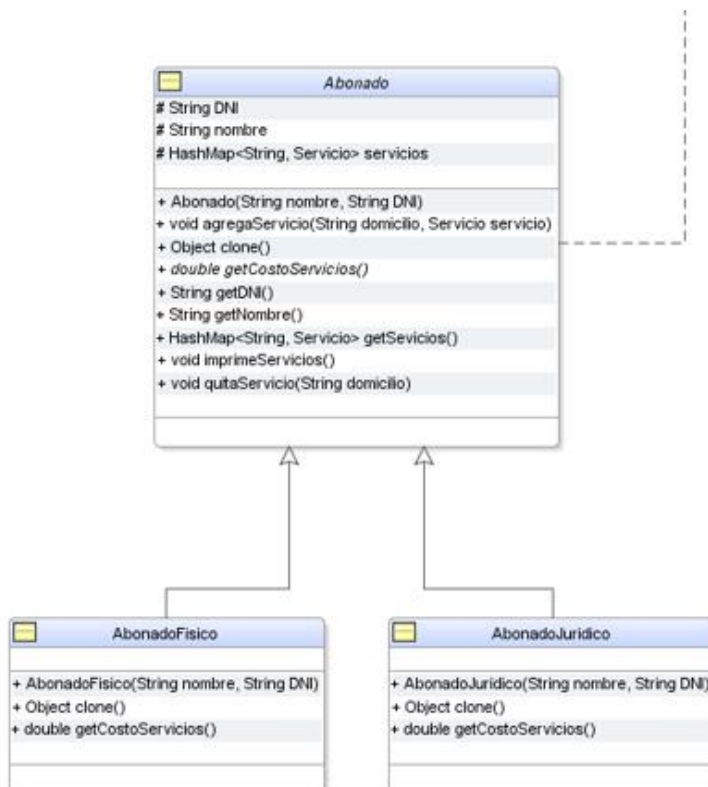 Abonado
# String DNI
# String nombre
# HashMap<String, Servicio> servicios
+ Abonado(String nombre, String DNI)
+ void agregaServicio(String domicilio, Servicio servicio)
+ Object clone()
+ double getCostoServicios()
+ String getDNI()
+ String getNombre()
+ HashMap<String, Servicio> getSevicios()
+ void imprimeServicios()
+ void quitaServicio(String domicilio)
AbonadoFisico
+ AbonadoFisico(String nombre, String DNI)
+ Object clone()
+ double getCostoServicios()
AbonadoJuridico
+ AbonadoJuridico(String nombre, String DNI)
+ Object clone()
+ double getCostoServicios()